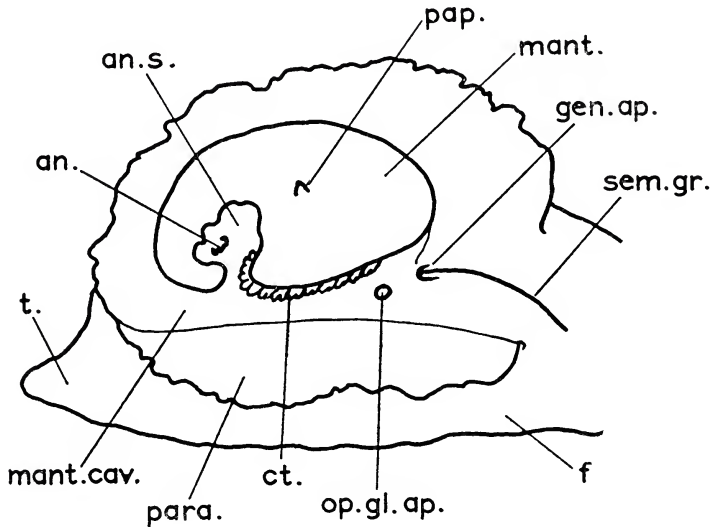 pap.
an.s.
mant.
gen.ap.
an.
sem.gr.
t.
mant.cav.
ct.
f
para.
op.gl.ap.